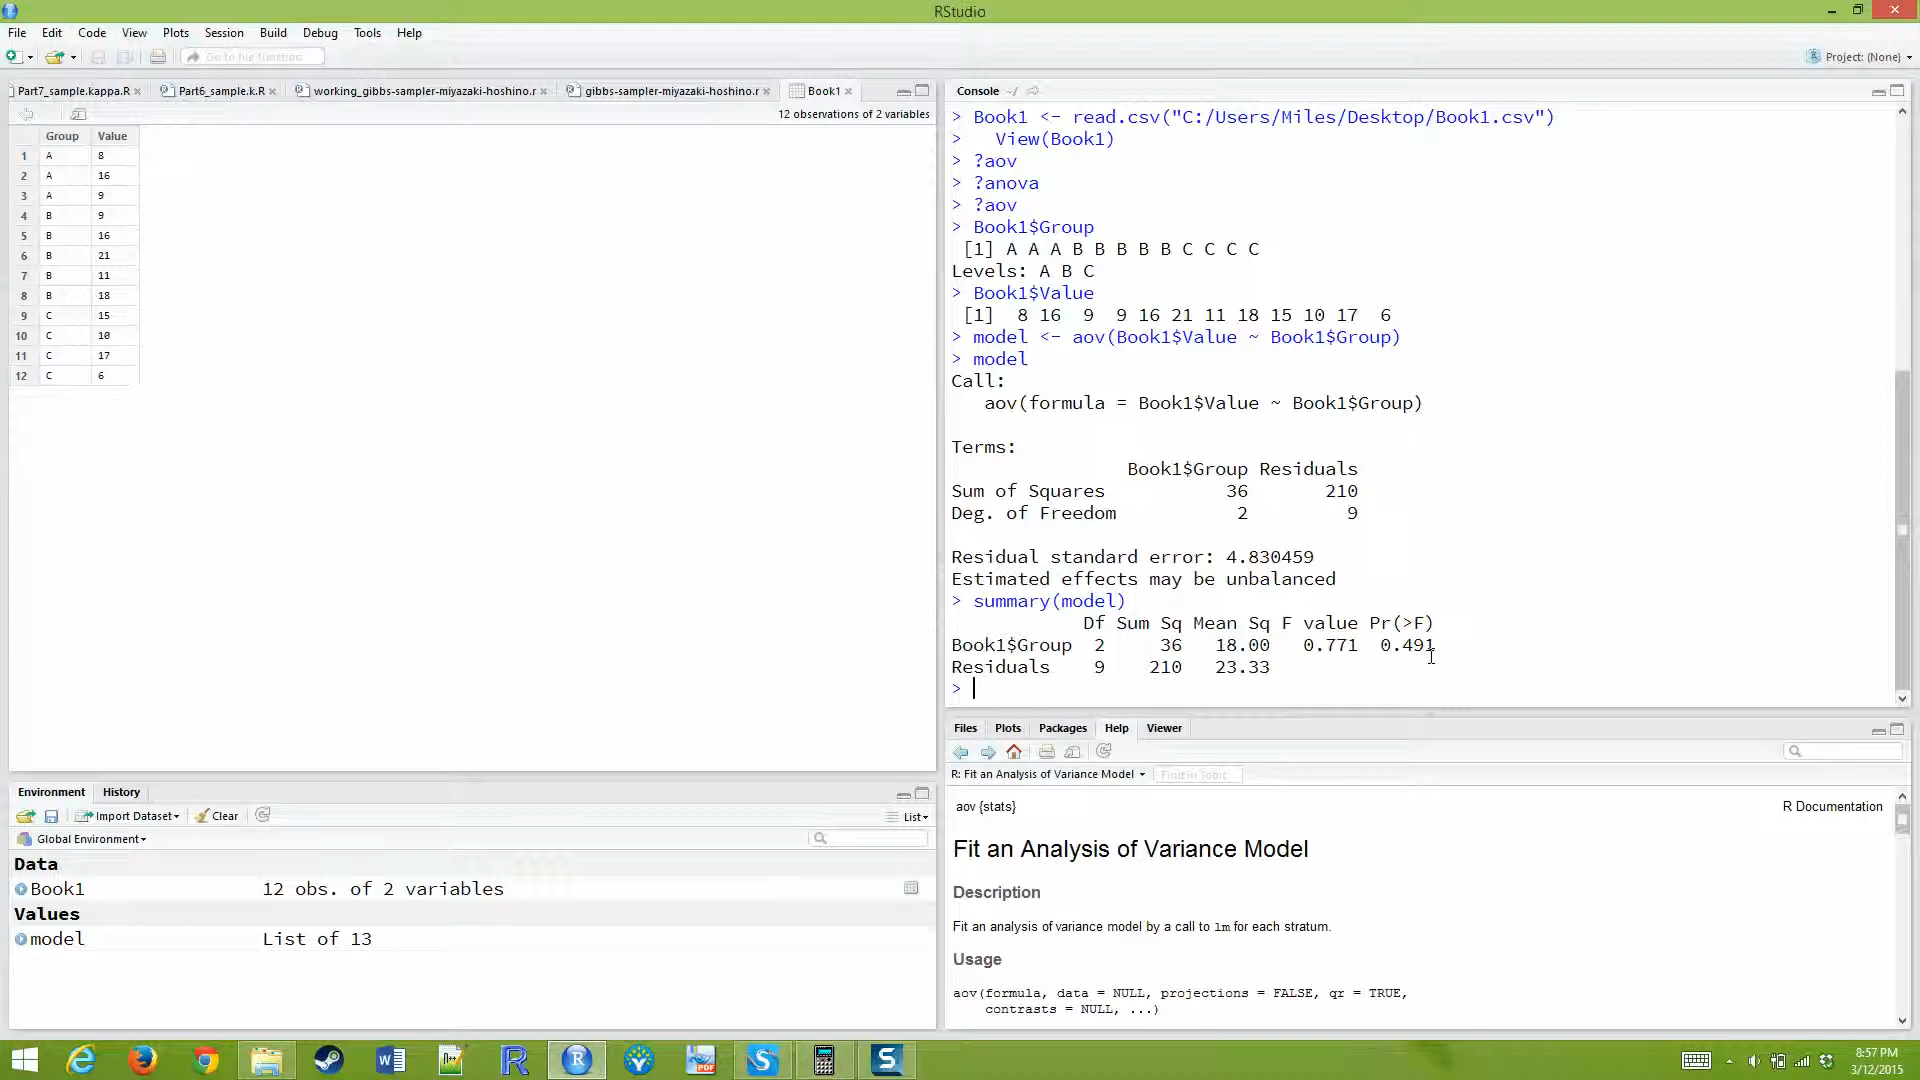 RStudio
File Edit Code View Plots Session Build Debug Tools Help
Go to file/function
Project: (None)
Part7_sample.kappa.R
Part6_sample.k.R
working_gibbs-sampler-miyazaki-hoshino.r
gibbs-sampler-miyazaki-hoshino.r
Book1
12 observations of 2 variables
Group Value
1 A 8
2 A 16
3 A 9
4 B 9
5 B 16
6 B 21
7 B 11
8 B 18
9 C 15
10 C 10
11 C 17
12 C 6
Environment History
Import Dataset Clear List
Global Environment
Data
Book1 12 obs. of 2 variables
Values
model List of 13
Console ~/
> Book1 <- read.csv("C:/Users/Miles/Desktop/Book1.csv")
> View(Book1)
> ?aov
> ?anova
> ?aov
> Book1$Group
[1] A A A B B B B B C C C C
Levels: A B C
> Book1$Value
[1] 8 16 9 9 16 21 11 18 15 10 17 6
> model <- aov(Book1$Value ~ Book1$Group)
> model
Call:
aov(formula = Book1$Value ~ Book1$Group)
Terms:
Book1$Group Residuals
Sum of Squares 36 210
Deg. of Freedom 2 9
Residual standard error: 4.830459
Estimated effects may be unbalanced
> summary(model)
Df Sum Sq Mean Sq F value Pr(>F)
Book1$Group 2 36 18.00 0.771 0.491
Residuals 9 210 23.33
>
Files Plots Packages Help Viewer
R: Fit an Analysis of Variance Model Find in Topic
aov {stats} R Documentation
Fit an Analysis of Variance Model
Description
Fit an analysis of variance model by a call to lm for each stratum.
Usage
aov(formula, data = NULL, projections = FALSE, qr = TRUE,
contrasts = NULL, ...)
8:57 PM
3/12/2015